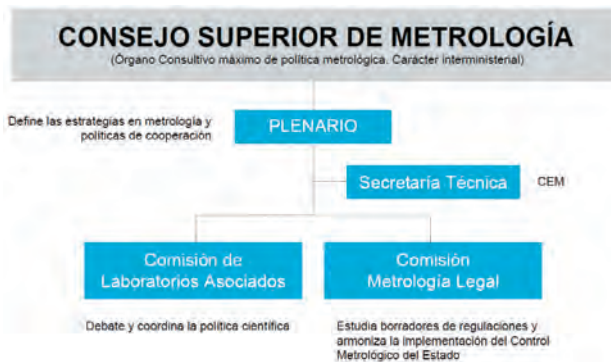 CONSEJO SUPERIOR DE METROLOGÍA
(Órgano Consultivo máximo de política metrológica. Carácter interministerial)
Define las estrategias en metrología y
políticas de cooperación
PLENARIO
Secretaría Técnica
CEM
Comisión de
Laboratorios Asociados
Comisión
Metrología Legal
Debate y coordina la política científica
Estudia borradores de regulaciones y
armoniza la implementación del Control
Metrológico del Estado